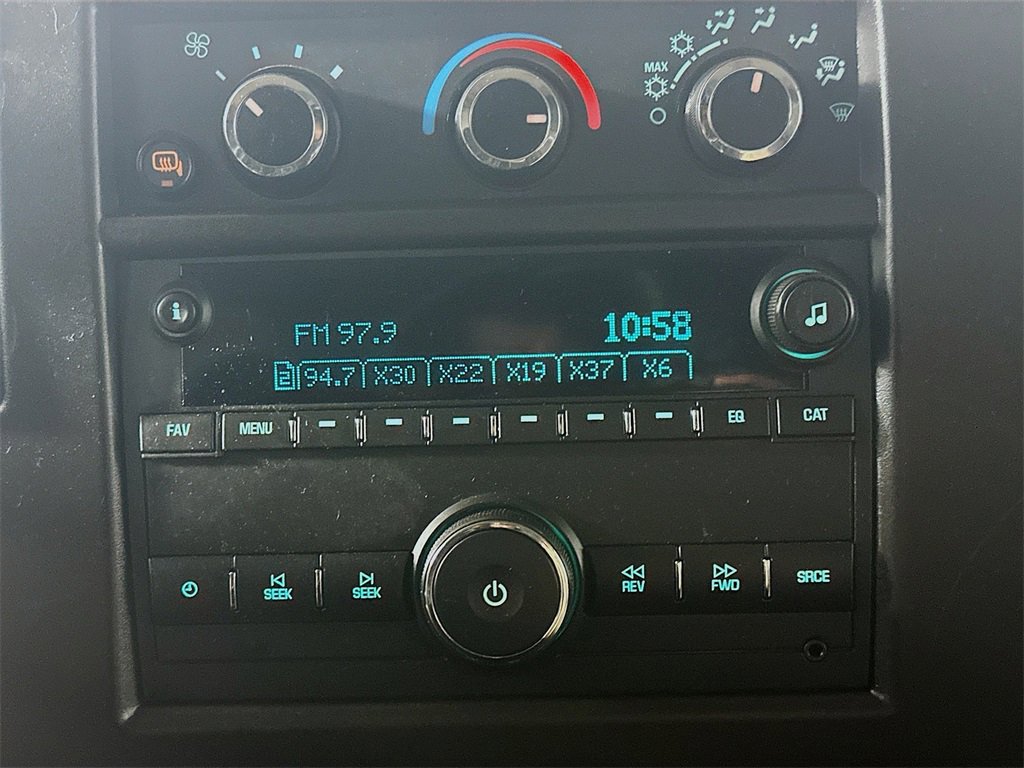 MAX
i
FM 97.9 10:58
2 94.7 X30 X22 X19 X37 X6
FAV MENU EQ CAT
SEEK SEEK REV FWD SRCE